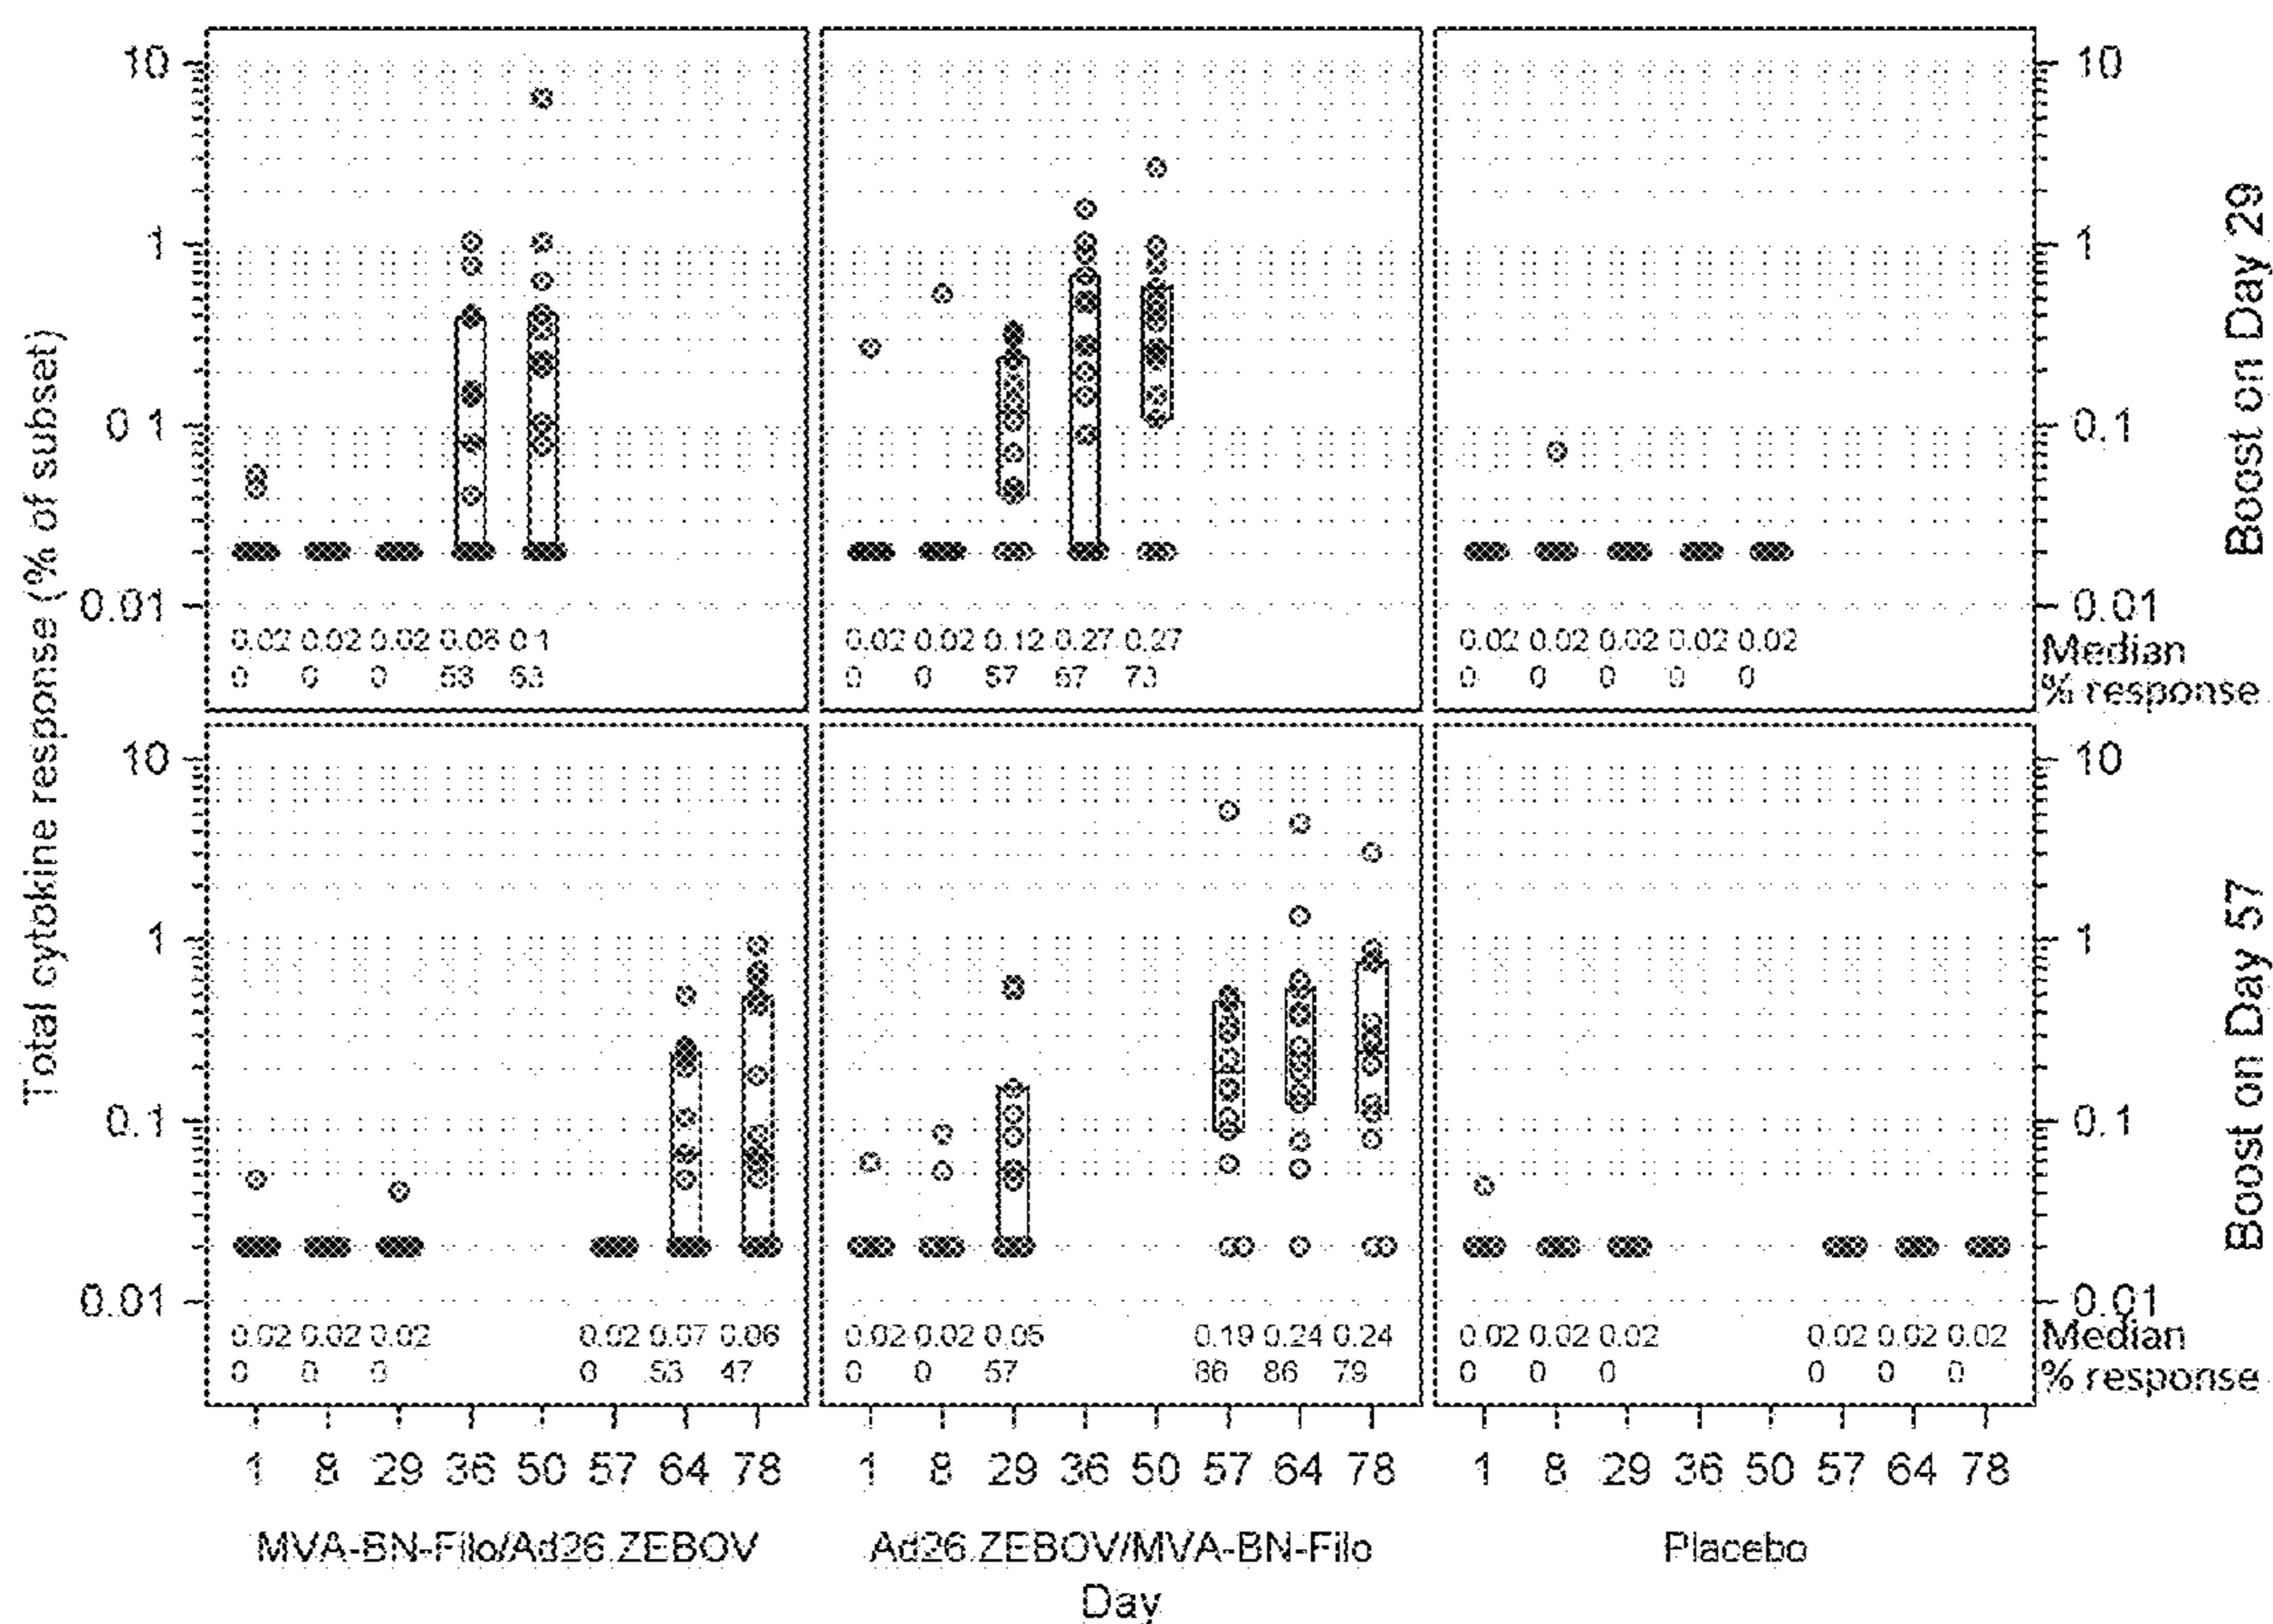 Total cytokine response (% of subset)
10
1
0 1
0.01
10
1
0.1
0.01
Boost on Day 29
0.02 0.02 0.02 0.1
0 0 0
0.02 0.02 0.12 0.27 0.27
0 0 67 73
0.02 0.02 0.02 0.02 0.02
0 0 0 0 0
Median
% response
10
1
0.1
0.01
10
1
0.1
0.01
Boost on Day 57
0.02 0.02 0.02 0.02 0.07 0.06
0 0 0 0 53 47
0.02 0.02 0.05 0.19 0.24 0.24
0 0 57 86 86 79
0.02 0.02 0.02 0.02 0.02 0.02
0 0 0 0 0 0
Median
% response
1 8 29 36 50 57 64 78
1 8 29 36 50 57 64 78
1 8 29 36 50 57 64 78
MVA-BN-Filo/Ad26.ZEBOV
Ad26.ZEBOV/MVA-BN-Filo
Placebo
Day